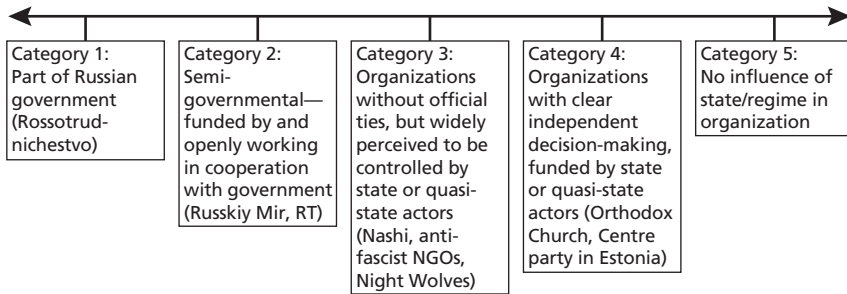 Category 1:
Part of Russian
government
(Rossotrud-
nichestvo)
Category 2:
Semi-
governmental—
funded by and
openly working
in cooperation
with government
(Russkiy Mir, RT)
Category 3:
Organizations
without official
ties, but widely
perceived to be
controlled by
state or quasi-
state actors
(Nashi, anti-
fascist NGOs,
Night Wolves)
Category 4:
Organizations
with clear
independent
decision-making,
funded by state
or quasi-state
actors (Orthodox
Church, Centre
party in Estonia)
Category 5:
No influence of
state/regime in
organization